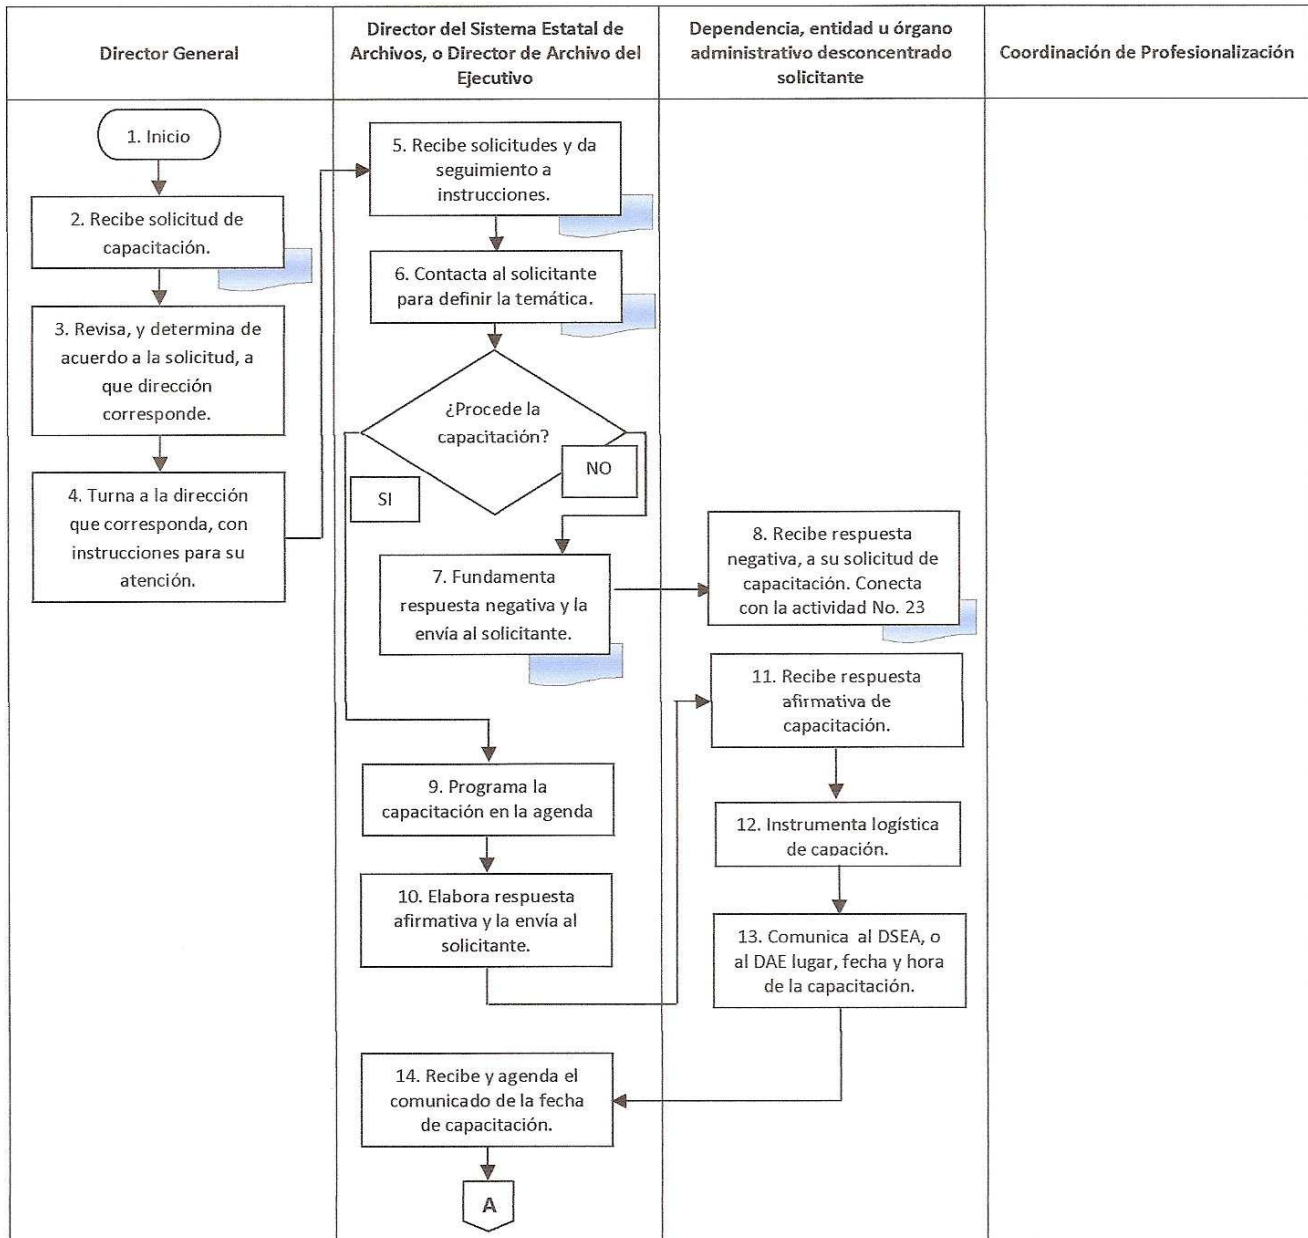 Director General
Director del Sistema Estatal de
Archivos, o Director de Archivo del
Ejecutivo
Dependencia, entidad u órgano
administrativo desconcentrado
solicitante
Coordinación de Profesionalización
1. Inicio
2. Recibe solicitud de
capacitación.
3. Revisa, y determina de
acuerdo a la solicitud, a
que dirección
corresponde.
4. Turna a la dirección
que corresponda, con
instrucciones para su
atención.
5. Recibe solicitudes y da
seguimiento a
instrucciones.
6. Contacta al solicitante
para definir la temática.
¿Procede la
capacitación?
NO
SI
7. Fundamenta
respuesta negativa y la
envía al solicitante.
8. Recibe respuesta
negativa, a su solicitud de
capacitación. Conecta
con la actividad No. 23
9. Programa la
capacitación en la agenda
10. Elabora respuesta
afirmativa y la envía al
solicitante.
11. Recibe respuesta
afirmativa de
capacitación.
12. Instrumenta logística
de capación.
13. Comunica al DSEA, o
al DAE lugar, fecha y hora
de la capacitación.
14. Recibe y agenda el
comunicado de la fecha
de capacitación.
A